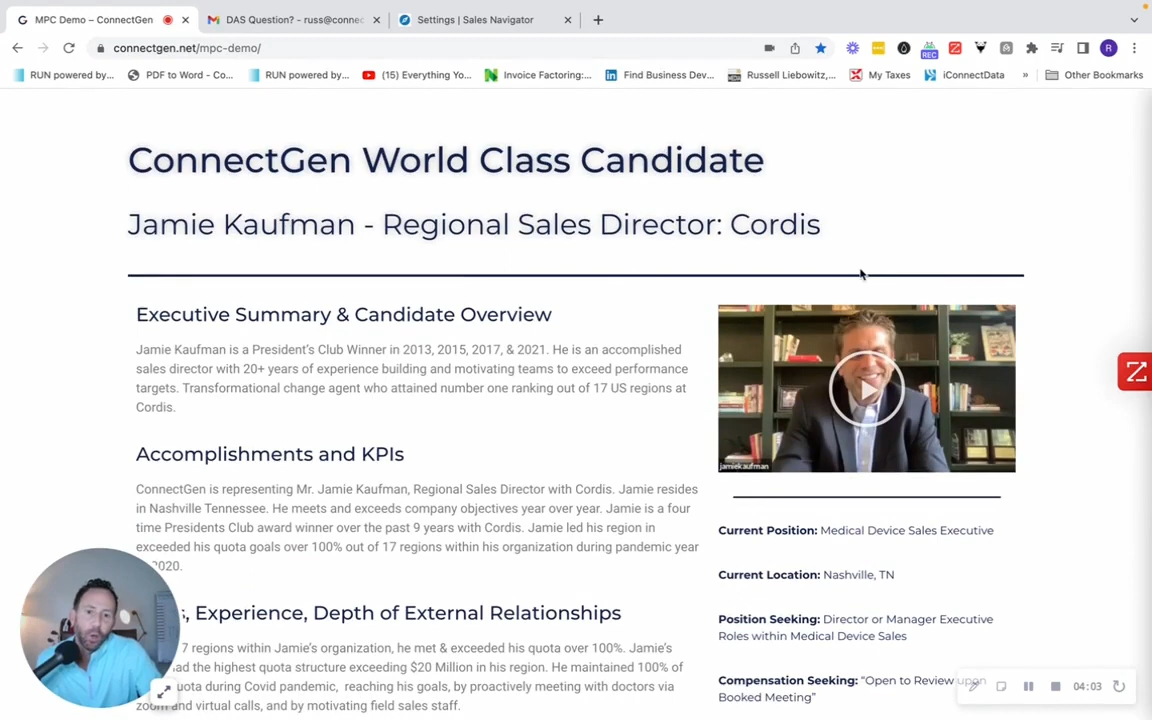 MPC Demo – ConnectGen
DAS Question? - russ@connec
Settings | Sales Navigator
connectgen.net/mpc-demo/
REC
R
RUN powered by...
PDF to Word - Co...
RUN powered by...
(15) Everything Yo...
Invoice Factoring:...
Find Business Dev...
Russell Liebowitz,...
My Taxes
iConnectData
»
Other Bookmarks
ConnectGen World Class Candidate
Jamie Kaufman - Regional Sales Director: Cordis
Executive Summary & Candidate Overview
Jamie Kaufman is a President's Club Winner in 2013, 2015, 2017, & 2021. He is an accomplished
sales director with 20+ years of experience building and motivating teams to exceed performance
targets. Transformational change agent who attained number one ranking out of 17 US regions at
Cordis.
Accomplishments and KPIs
ConnectGen is representing Mr. Jamie Kaufman, Regional Sales Director with Cordis. Jamie resides
in Nashville Tennessee. He meets and exceeds company objectives year over year. Jamie is a four
time Presidents Club award winner over the past 9 years with Cordis. Jamie led his region in
exceeded his quota goals over 100% out of 17 regions within his organization during pandemic year
2020.
, Experience, Depth of External Relationships
7 regions within Jamie's organization, he met & exceeded his quota over 100%. Jamie's
had the highest quota structure exceeding $20 Million in his region. He maintained 100% of
quota during Covid pandemic, reaching his goals, by proactively meeting with doctors via
zoom and virtual calls, and by motivating field sales staff.
jamiekaufman
Current Position: Medical Device Sales Executive
Current Location: Nashville, TN
Position Seeking: Director or Manager Executive
Roles within Medical Device Sales
Compensation Seeking: "Open to Review upon
Booked Meeting"
04:03